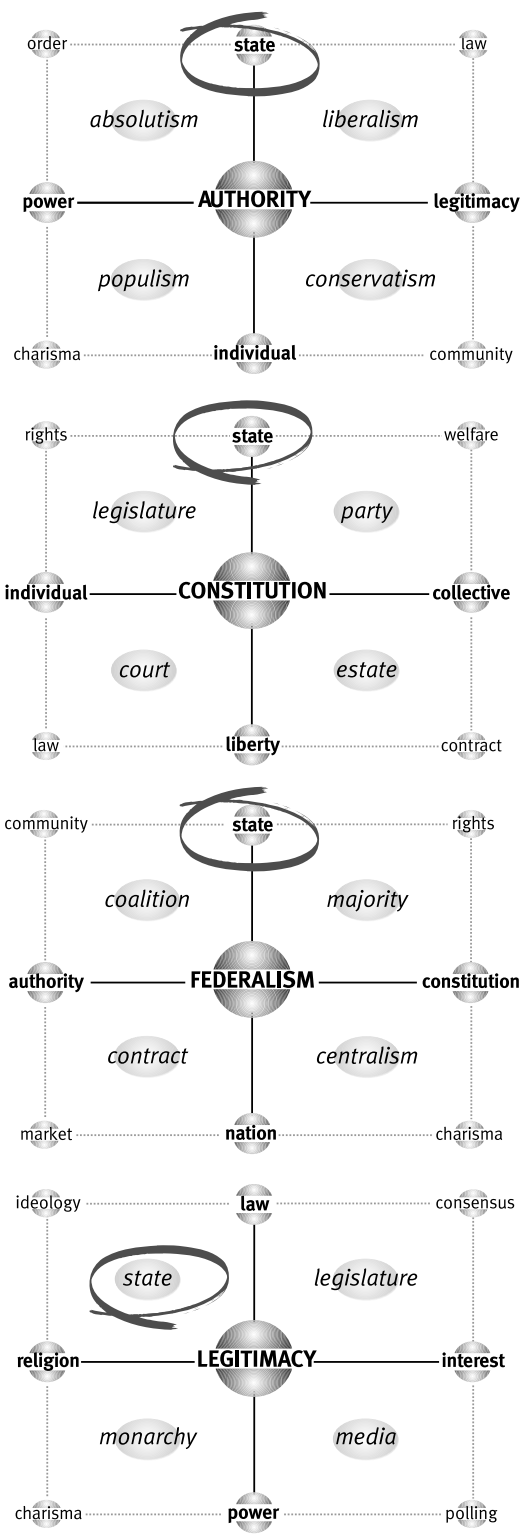 order state law
absolutism liberalism
power AUTHORITY legitimacy
populism conservatism
charisma individual community
rights state welfare
legislature party
individual CONSTITUTION collective
court estate
law liberty contract
community state rights
coalition majority
authority FEDERALISM constitution
contract centralism
market nation charisma
ideology law consensus
state legislature
religion LEGITIMACY interest
monarchy media
charisma power polling